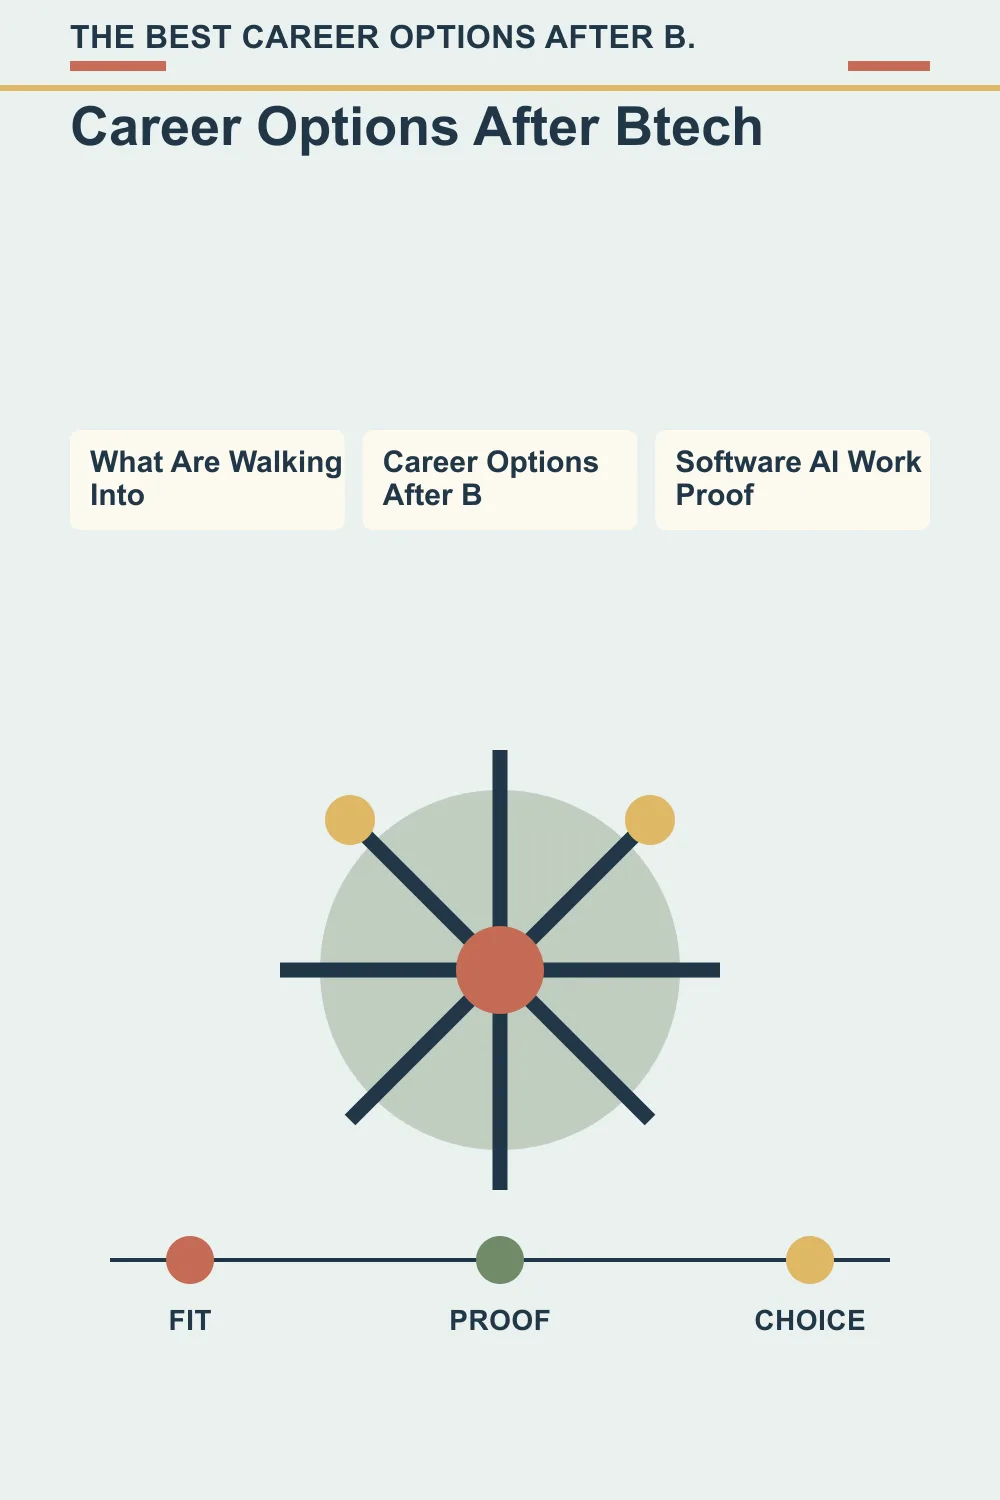 THE BEST CAREER OPTIONS AFTER B.
Career Options After Btech
What Are Walking
Into
Career Options
After B
Software AI Work
Proof
FIT
PROOF
CHOICE